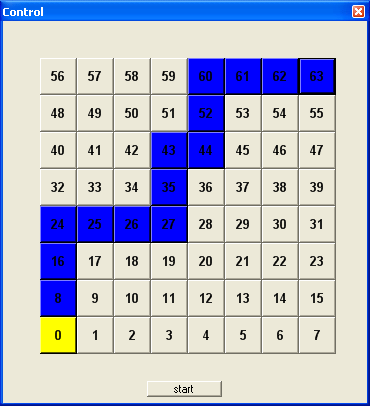 Control
56 57 58 59 60 61 62 63
48 49 50 51 52 53 54 55
40 41 42 43 44 45 46 47
32 33 34 35 36 37 38 39
24 25 26 27 28 29 30 31
16 17 18 19 20 21 22 23
8 9 10 11 12 13 14 15
0 1 2 3 4 5 6 7
start